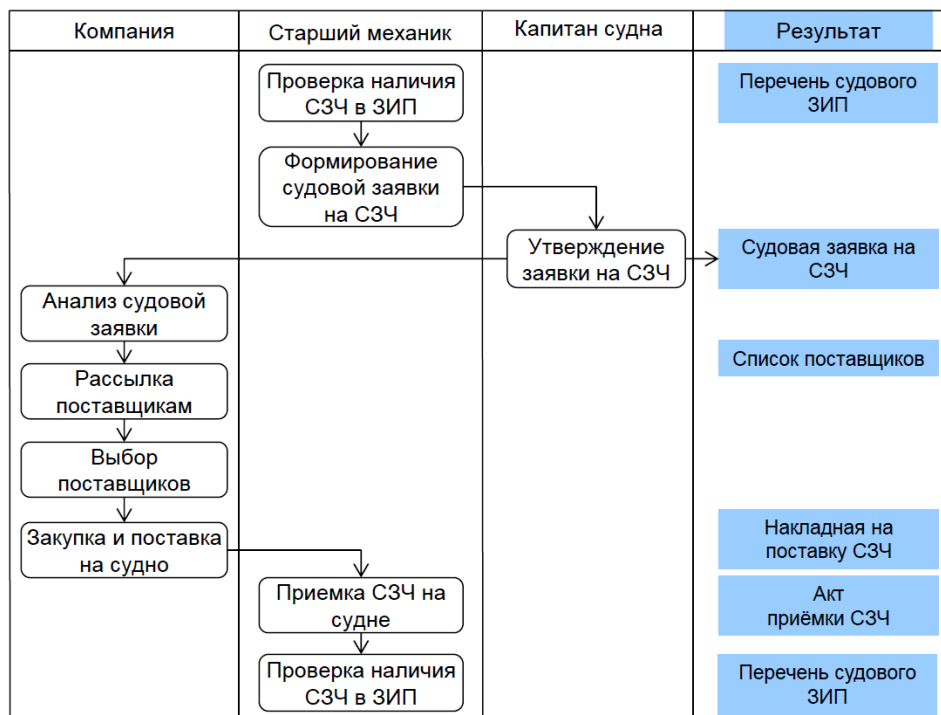 Компания
Старший механик
Капитан судна
Результат
Проверка наличия
СЗЧ в ЗИП
Перечень судового
ЗИП
Формирование
судовой заявки
на СЗЧ
Утверждение
заявки на СЗЧ
Судовая заявка на
СЗЧ
Анализ судовой
заявки
Рассылка
поставщикам
Список поставщиков
Выбор
поставщиков
Закупка и поставка
на судно
Накладная на
поставку СЗЧ
Приемка СЗЧ на
судне
Акт
приёмки СЗЧ
Проверка наличия
СЗЧ в ЗИП
Перечень судового
ЗИП